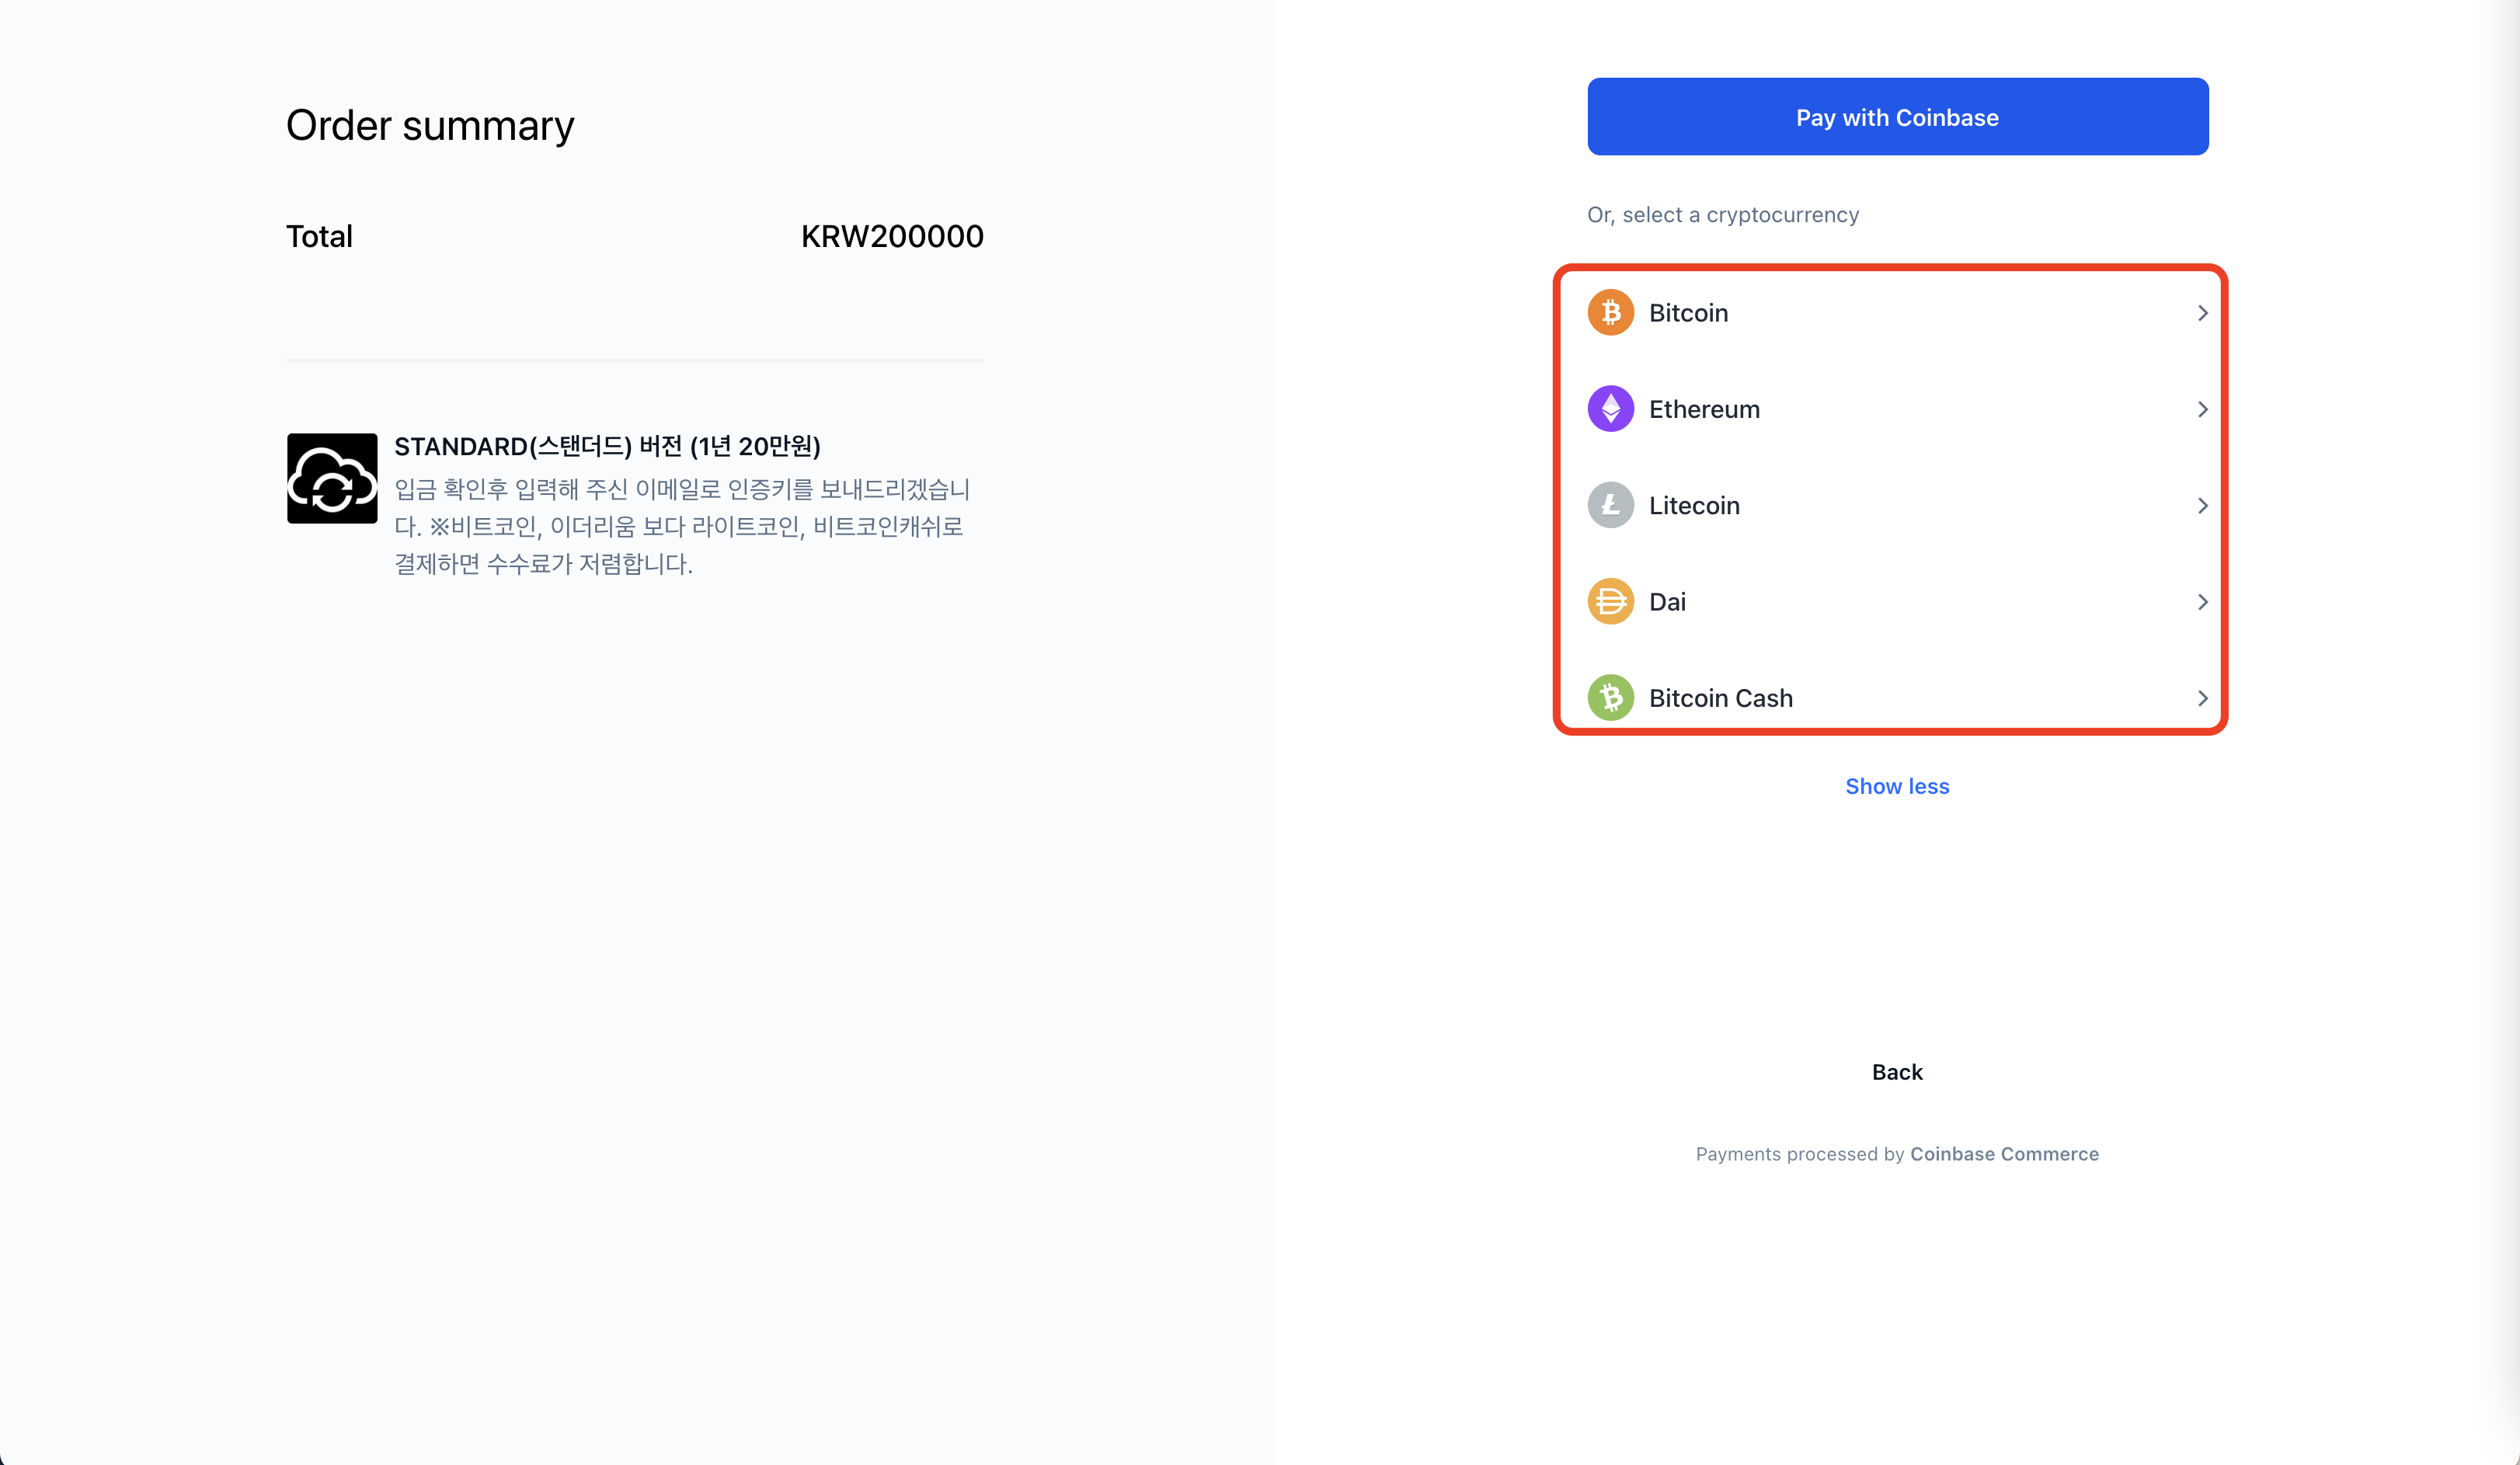 Order summary
Total KRW200000
STANDARD(스탠더드) 버전 (1년 20만원)
입금 확인후 입력해 주신 이메일로 인증키를 보내드리겠습니
다. ※비트코인, 이더리움 보다 라이트코인, 비트코인캐쉬로
결제하면 수수료가 저렴합니다.
Pay with Coinbase
Or, select a cryptocurrency
Bitcoin
Ethereum
Litecoin
Dai
Bitcoin Cash
Show less
Back
Payments processed by Coinbase Commerce